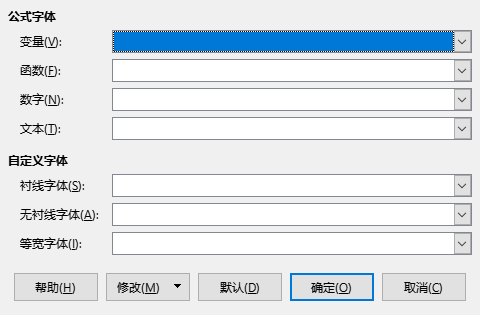 公式字体
变量(V):
函数(F):
数字(N):
文本(T):
自定义字体
衬线字体(S):
无衬线字体(A):
等宽字体(I):
帮助(H) 修改(M) 默认(D) 确定(O) 取消(C)